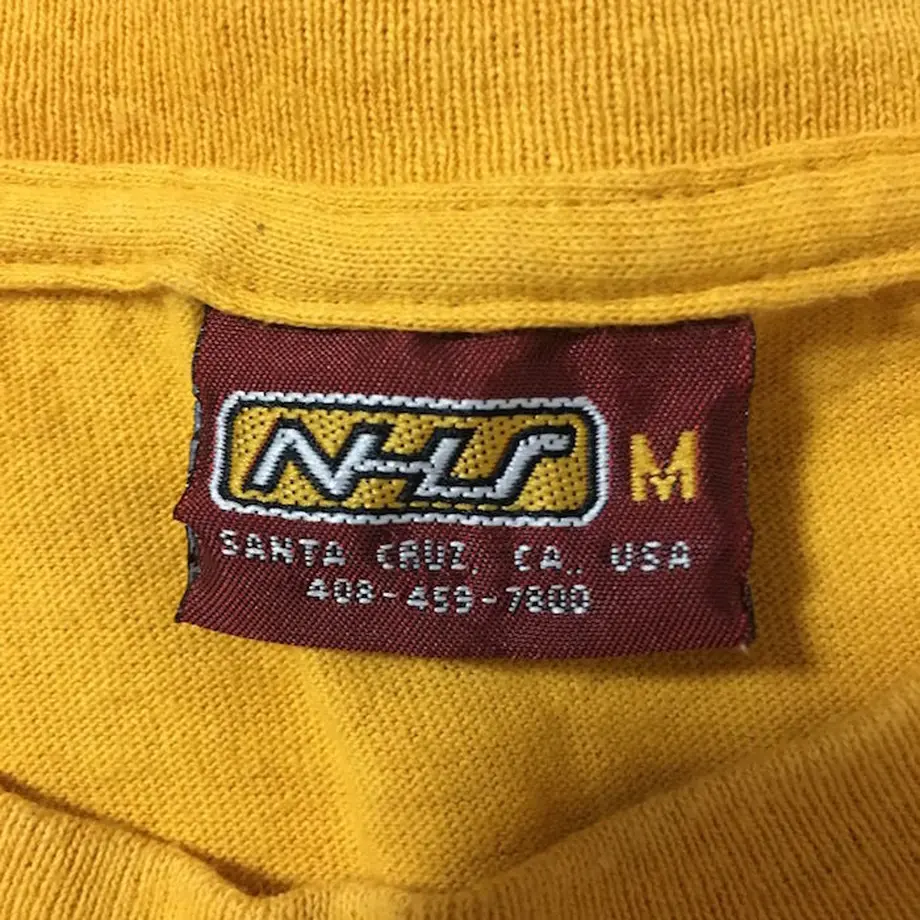 NHS M
SANTA CRUZ, CA., USA
408-459-7800